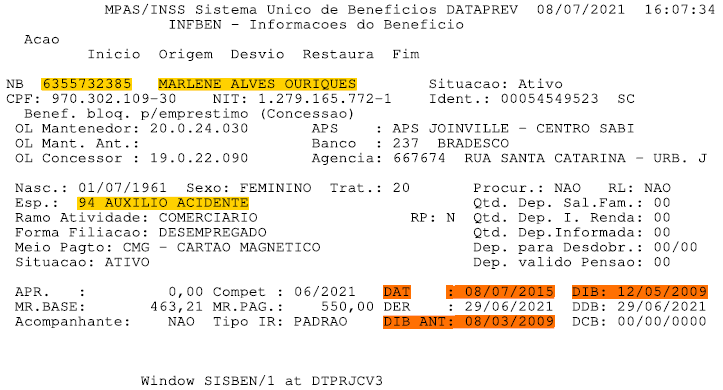 MPAS/INSS Sistema Unico de Beneficios DATAPREV 08/07/2021 16:07:34
INFBEN - Informacoes do Beneficio
Acao
Inicio Origem Desvio Restaura Fim
NB 6355732385 MARLENE ALVES OURIQUES Situacao: Ativo
CPF: 970.302.109-30 NIT: 1.279.165.772-1 Ident.: 00054549523 SC
Benef. bloq. p/emprestimo (Concessao)
OL Mantenedor: 20.0.24.030 APS : APS JOINVILLE - CENTRO SABI
OL Mant. Ant.: Banco : 237 BRADESCO
OL Concessor : 19.0.22.090 Agencia: 667674 RUA SANTA CATARINA - URB. J
Nasc.: 01/07/1961 Sexo: FEMININO Trat.: 20 Procur.: NAO RL: NAO
Esp.: 94 AUXILIO ACIDENTE Qtd. Dep. Sal.Fam.: 00
Ramo Atividade: COMERCIARIO RP: N Qtd. Dep. I. Renda: 00
Forma Filiacao: DESEMPREGADO Qtd. Dep.Informada: 00
Meio Pagto: CMG - CARTAO MAGNETICO Dep. para Desdobr.: 00/00
Situacao: ATIVO Dep. valido Pensao: 00
APR. : 0,00 Compet : 06/2021 DAT : 08/07/2015 DIB: 12/05/2009
MR.BASE: 463,21 MR.PAG.: 550,00 DER : 29/06/2021 DDB: 29/06/2021
Acompanhante: NAO Tipo IR: PADRAO DIB ANT: 08/03/2009 DCB: 00/00/0000
Window SISBEN/1 at DTPRJCV3